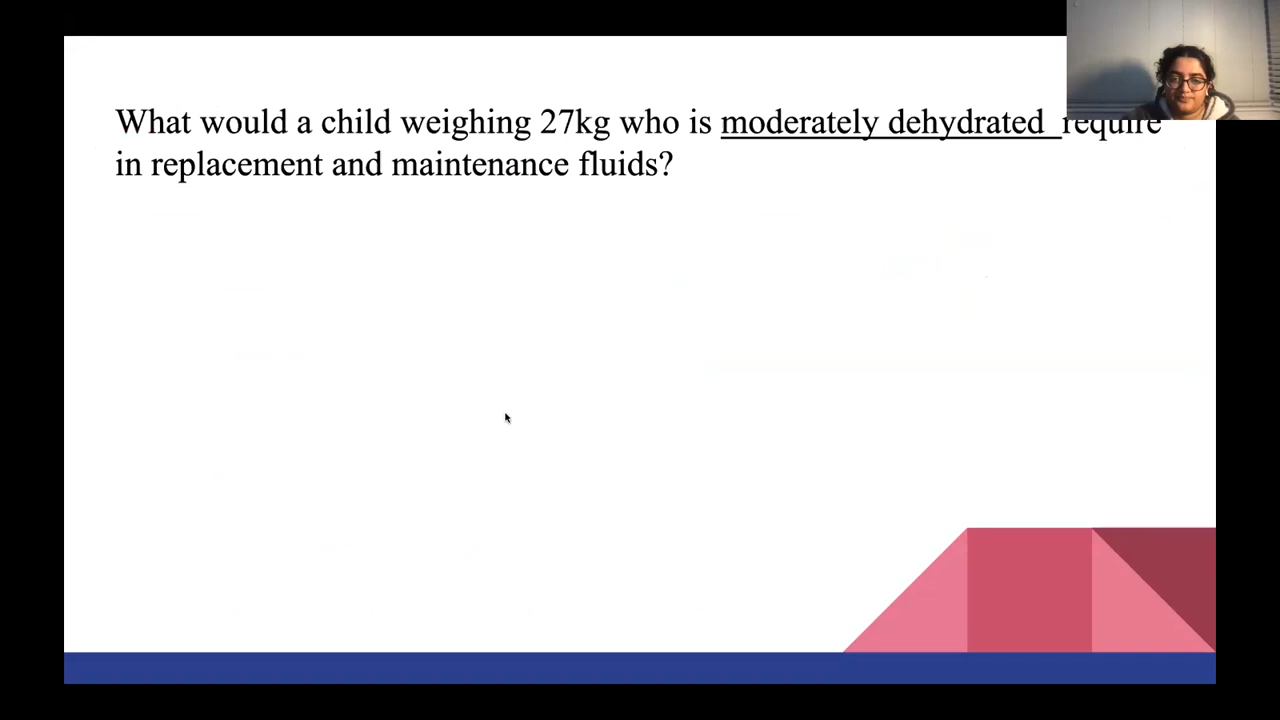 What would a child weighing 27kg who is moderately dehydrated require
in replacement and maintenance fluids?